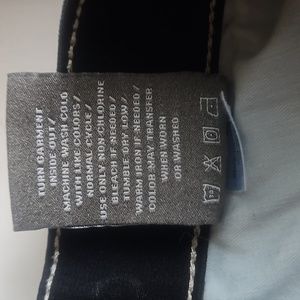 TURN GARMENT
INSIDE OUT/
MACHINE WASH COLD
WITH LIKE COLORS/
NORMAL CYCLE/
USE ONLY NON-CHLORINE
BLEACH IF NEEDED/
TUMBLE DRY LOW/
WARM IRON IF NEEDED/
COLOR MAY TRANSFER
WHEN WORN
OR WASHED